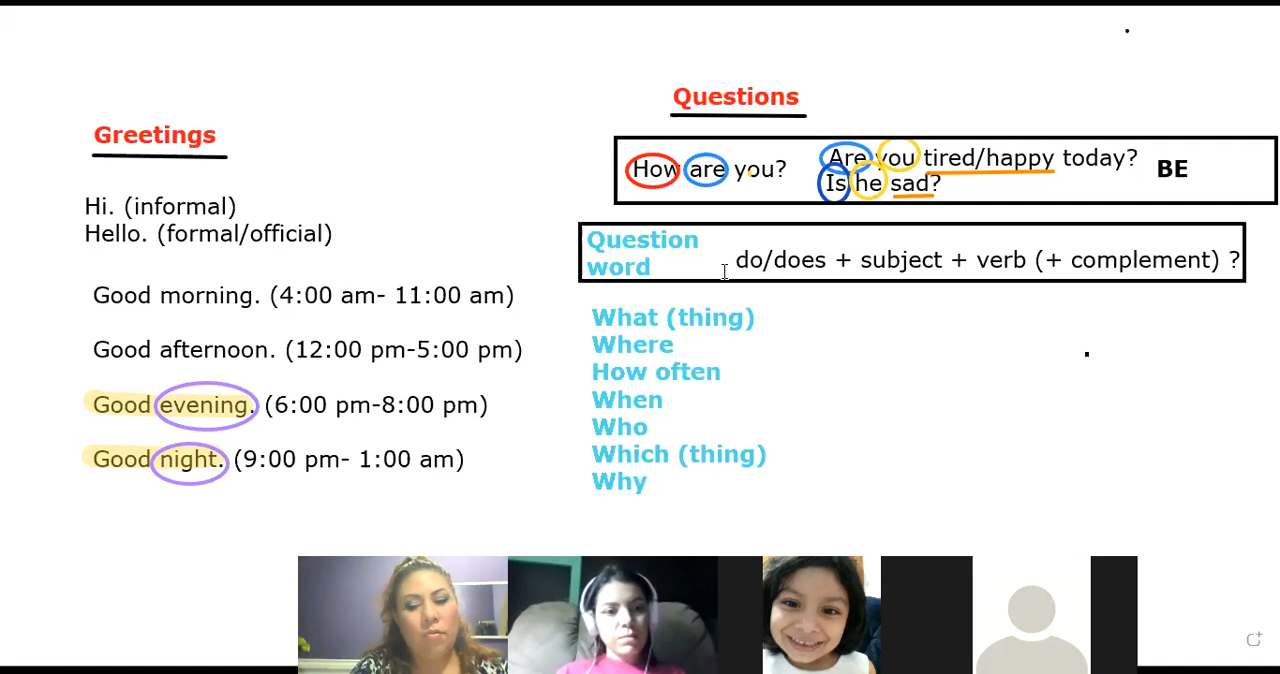 Greetings
Hi. (informal)
Hello. (formal/official)
Good morning. (4:00 am- 11:00 am)
Good afternoon. (12:00 pm-5:00 pm)
Good evening. (6:00 pm-8:00 pm)
Good night. (9:00 pm- 1:00 am)
Questions
How are you?
Are you tired/happy today?
Is he sad?
BE
Question
word
do/does + subject + verb (+ complement) ?
What (thing)
Where
How often
When
Who
Which (thing)
Why